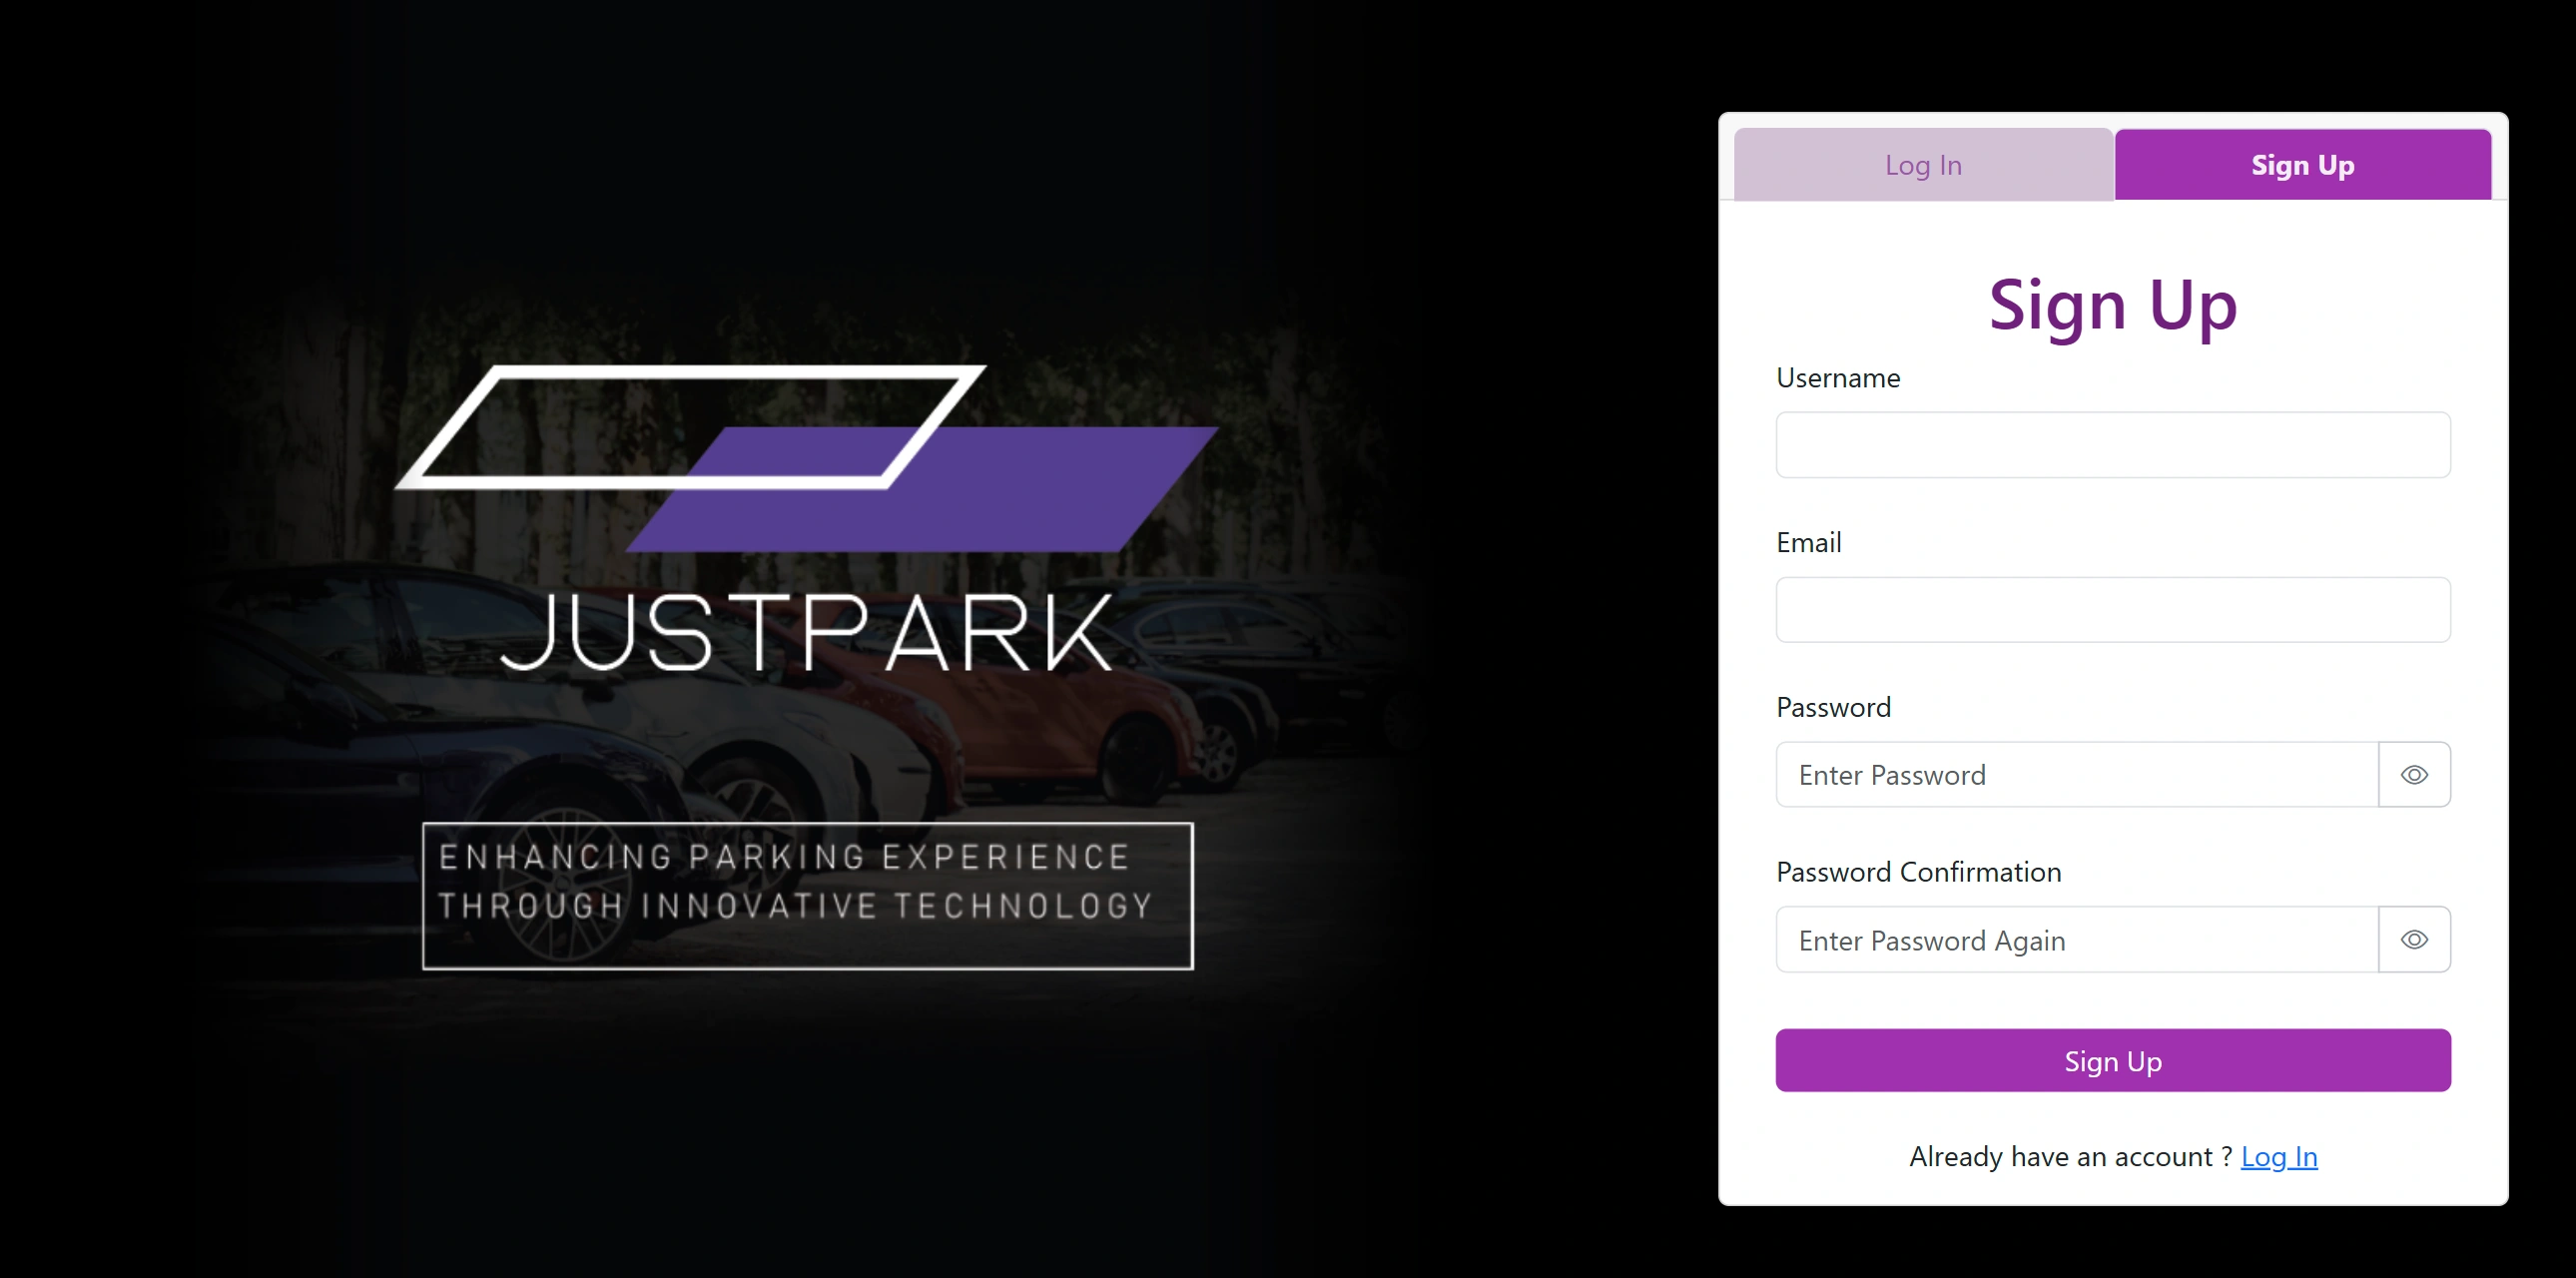 JUSTPARK
ENHANCING PARKING EXPERIENCE
THROUGH INNOVATIVE TECHNOLOGY
Log In
Sign Up
Sign Up
Username
Email
Password
Enter Password
Password Confirmation
Enter Password Again
Sign Up
Already have an account ? Log In